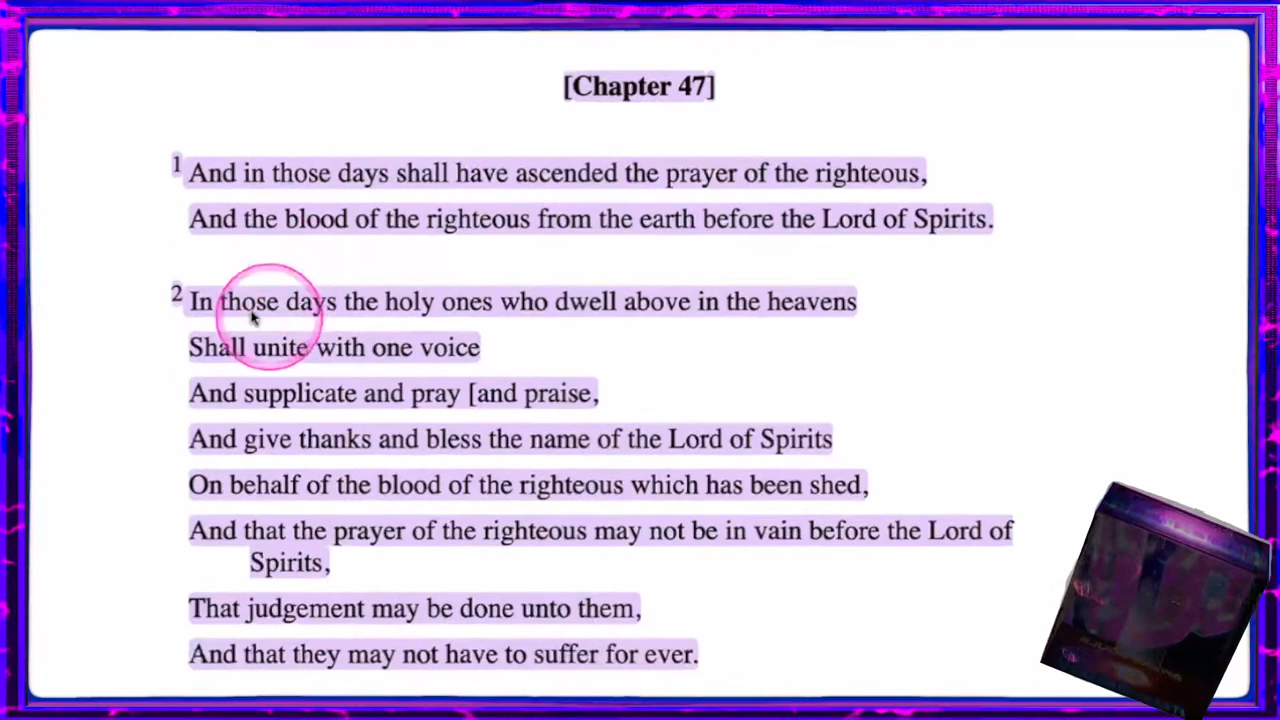 [Chapter 47]
1 And in those days shall have ascended the prayer of the righteous,
And the blood of the righteous from the earth before the Lord of Spirits.
2 In those days the holy ones who dwell above in the heavens
Shall unite with one voice
And supplicate and pray [and praise,
And give thanks and bless the name of the Lord of Spirits
On behalf of the blood of the righteous which has been shed,
And that the prayer of the righteous may not be in vain before the Lord of
Spirits,
That judgement may be done unto them,
And that they may not have to suffer for ever.